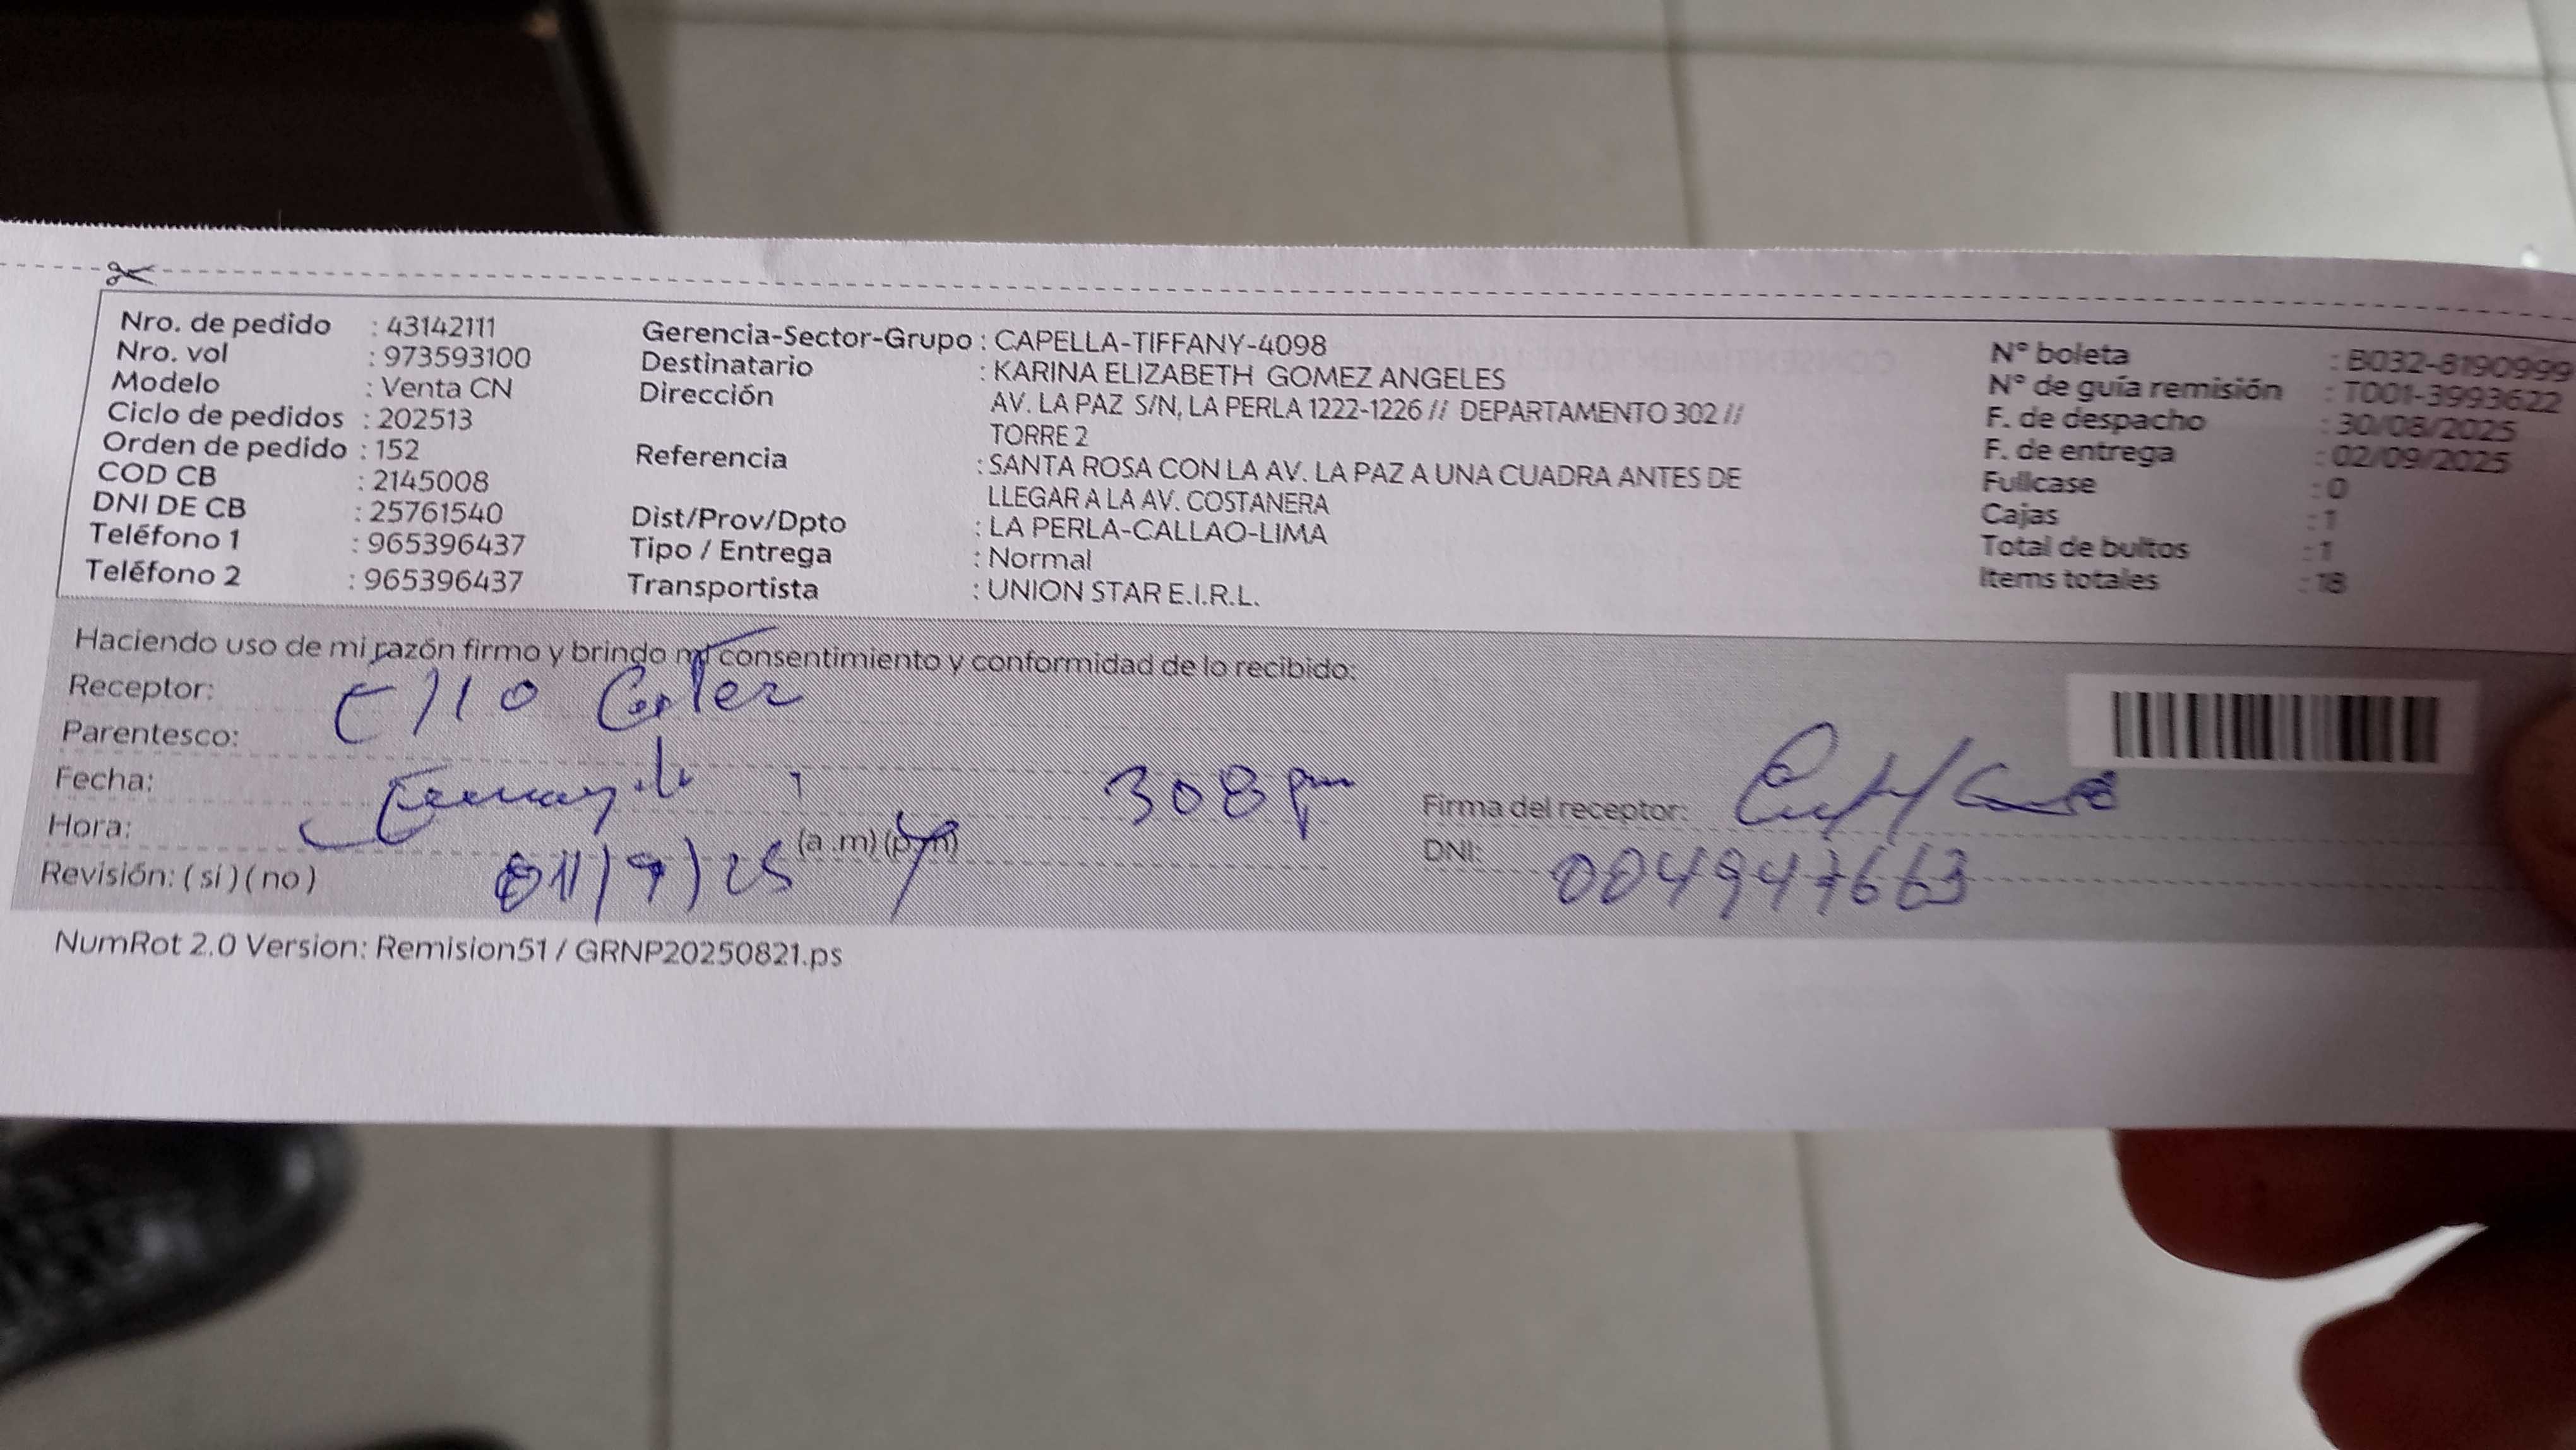 Nro. de pedido : 43142111
Nro. vol : 973593100
Modelo : Venta CN
Ciclo de pedidos : 202513
Orden de pedido : 152
COD CB : 2145008
DNI DE CB : 25761540
Teléfono 1 : 965396437
Teléfono 2 : 965396437
Gerencia-Sector-Grupo : CAPELLA-TIFFANY-4098
Destinatario : KARINA ELIZABETH GOMEZ ANGELES
Dirección AV. LA PAZ S/N, LA PERLA 1222-1226 // DEPARTAMENTO 302 //
TORRE 2
Referencia : SANTA ROSA CON LA AV. LA PAZ A UNA CUADRA ANTES DE
LLEGAR A LA AV. COSTANERA
Dist/Prov/Dpto : LA PERLA-CALLAO-LIMA
Tipo / Entrega : Normal
Transportista : UNION STAR E.I.R.L.
N° boleta : B032-8190999
N° de guía remisión : T001-3993622
F. de despacho : 30/08/2025
F. de entrega : 02/09/2025
Fullcase : 0
Cajas : 1
Total de bultos : 1
Items totales : 18
Haciendo uso de mi razón firmo y brindo mi consentimiento y conformidad de lo recibido:
Receptor:
Parentesco:
Fecha: 308 pm
Hora: (a.m) (p.m)
Revisión: (si) (no) 01/9/25
Firma del receptor:
DNI: 004947663
NumRot 2.0 Version: Remision51 / GRNP20250821.ps